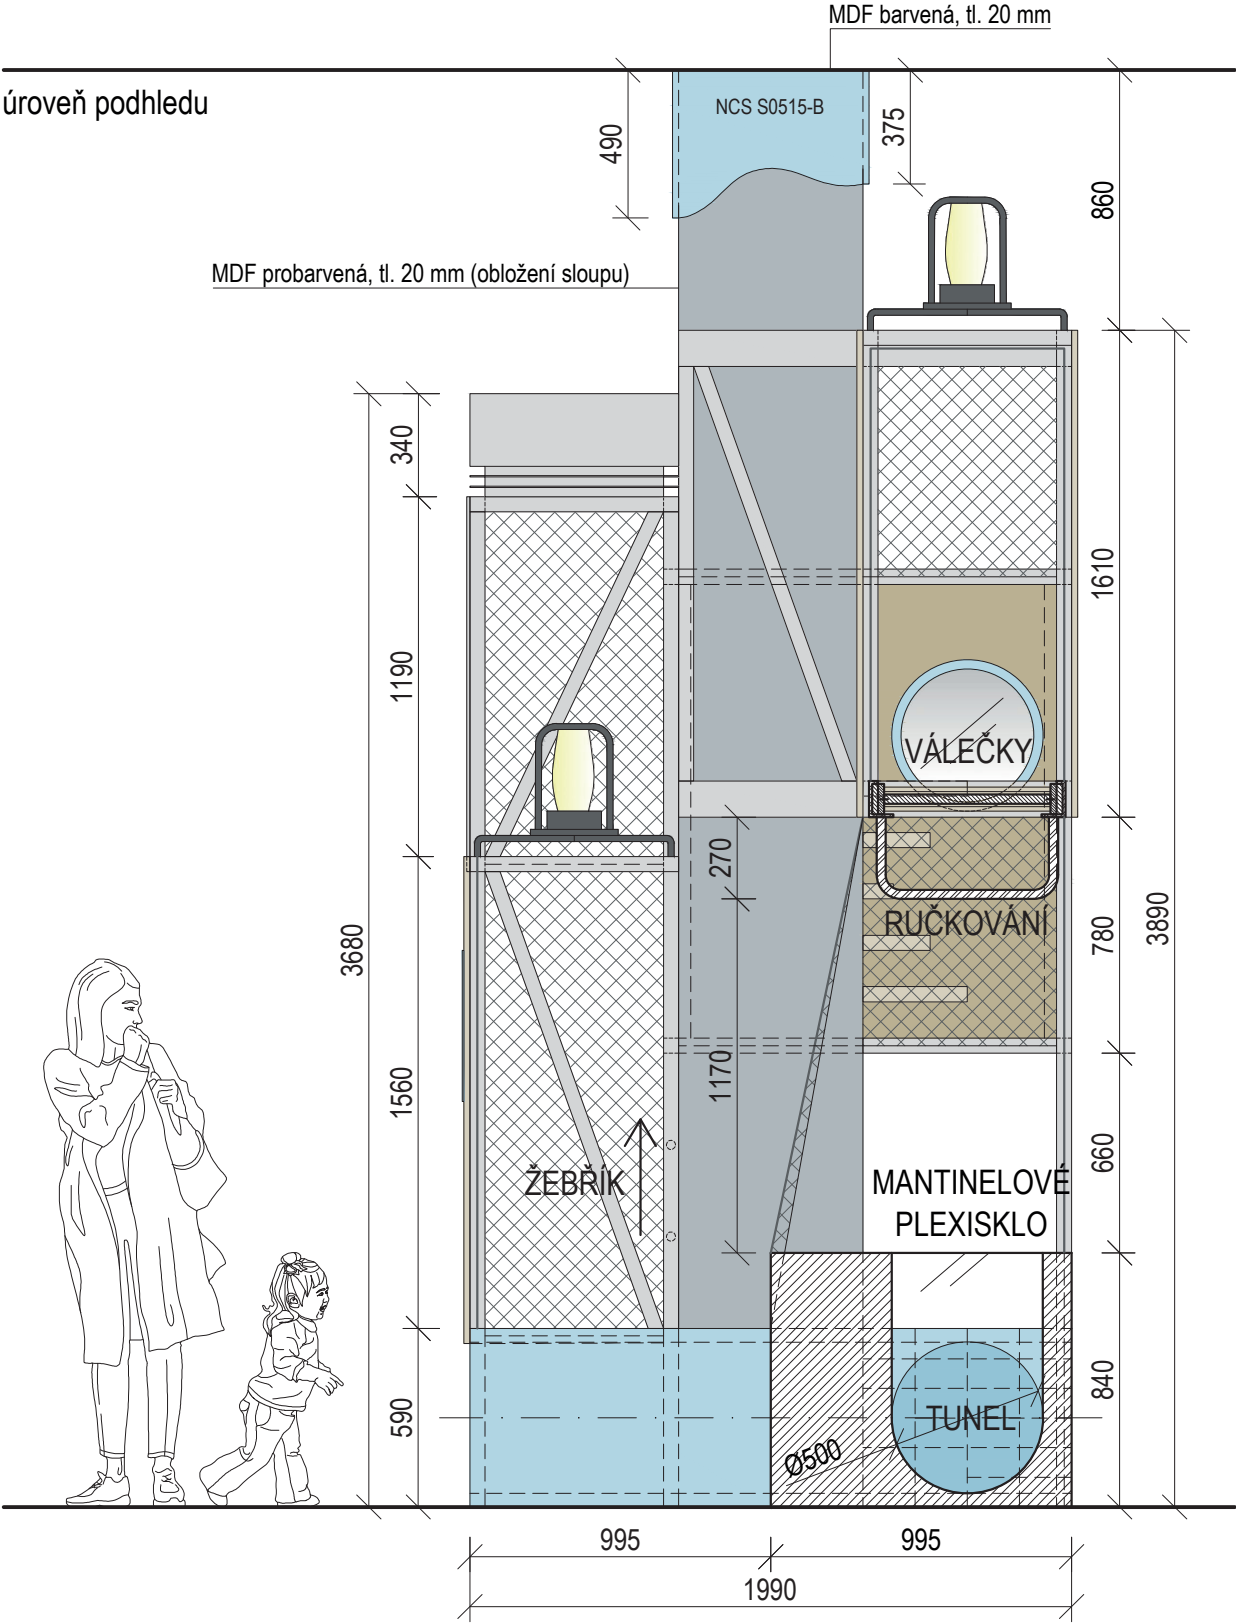 MDF barvená, tl. 20 mm
úroveň podhledu
NCS S0515-B
490
375
860
MDF probarvená, tl. 20 mm (obložení sloupu)
340
1610
1190
VÁLEČKY
270
RUČKOVÁNÍ
3680
780
3890
1560
1170
660
ŽEBŘÍK
MANTINELOVÉ
PLEXISKLO
840
590
TUNEL
Ø500
995
995
1990